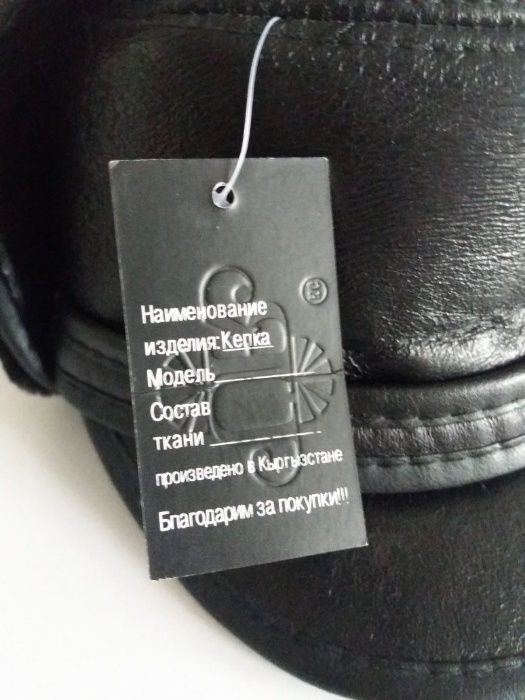 Наименование
изделия:Кепка
Модель
Состав
ткани
произведено в Кыргызстане
Благодарим за покупки!!!